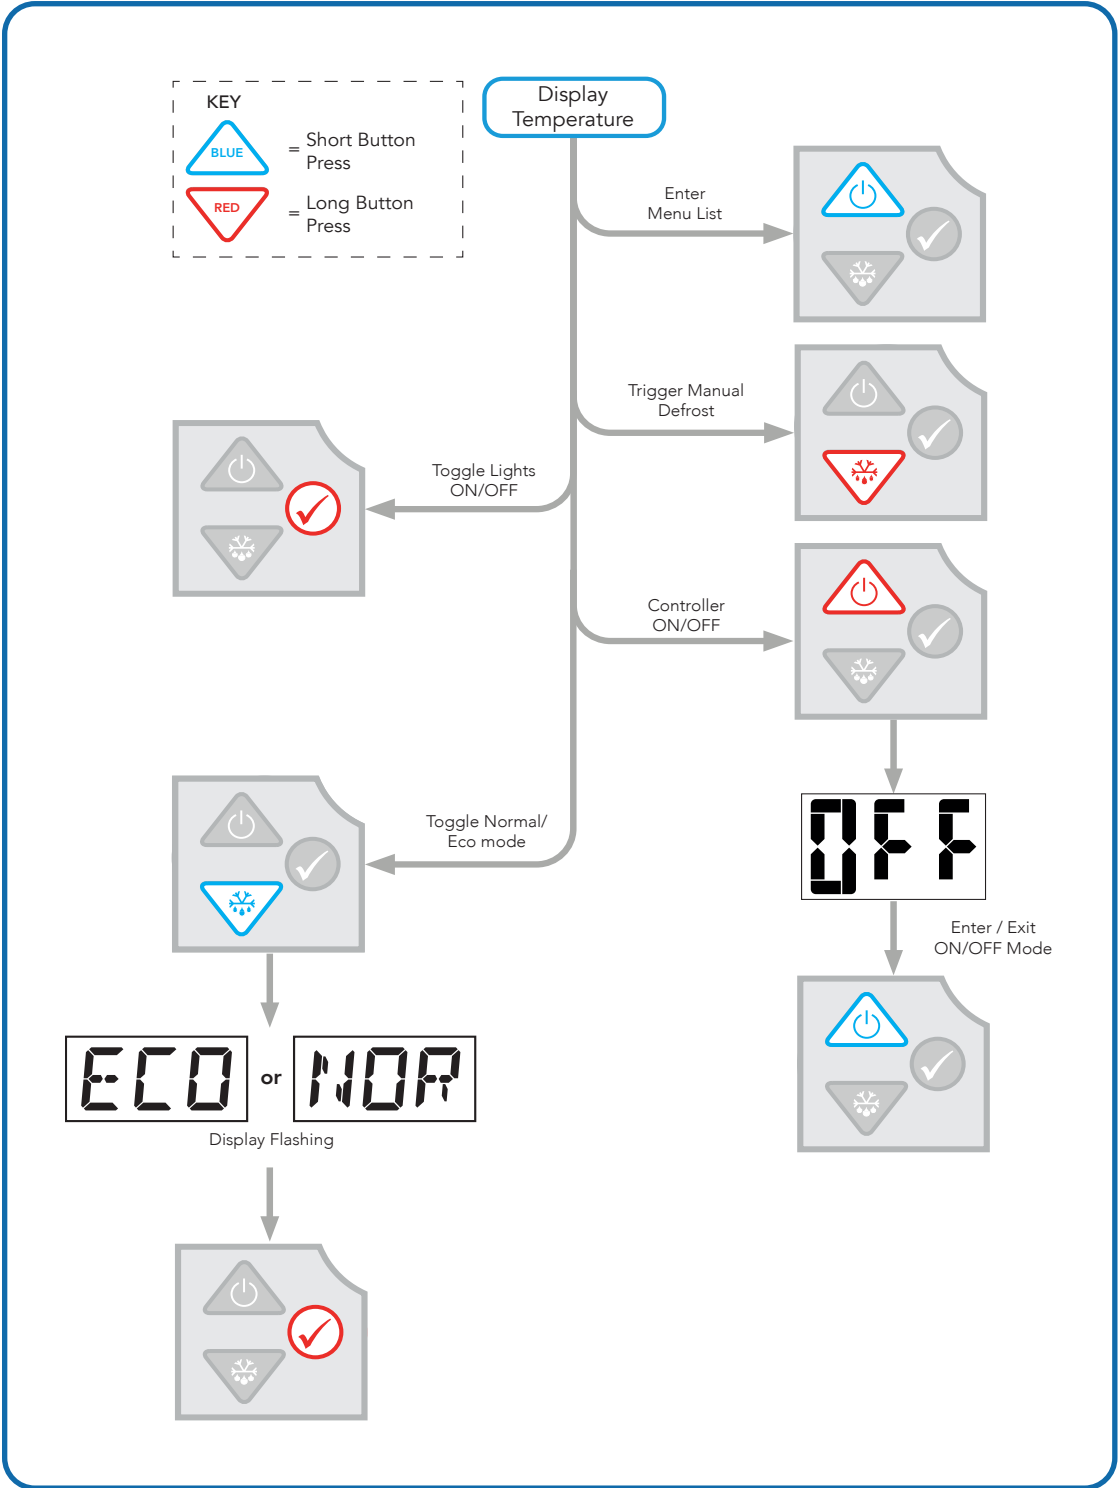 KEY
BLUE
= Short Button
Press
RED
= Long Button
Press
Display
Temperature
Enter
Menu List
Trigger Manual
Defrost
Toggle Lights
ON/OFF
Controller
ON/OFF
Toggle Normal/
Eco mode
OFF
Enter / Exit
ON/OFF Mode
ECO or NOR
Display Flashing